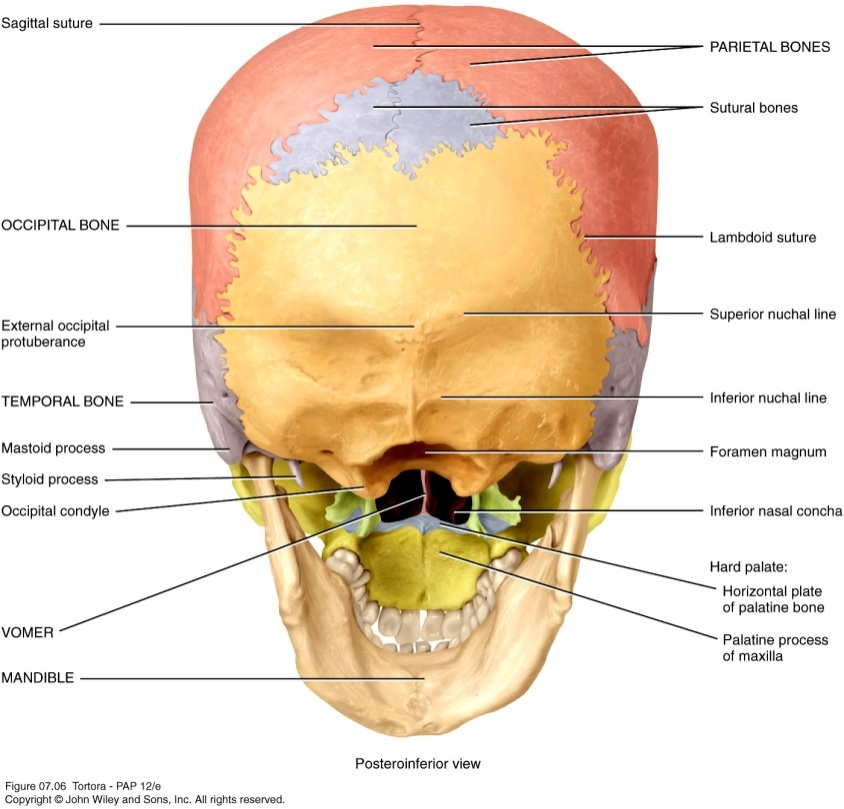 Sagittal suture
PARIETAL BONES
Sutural bones
OCCIPITAL BONE
Lambdoid suture
Superior nuchal line
External occipital
protuberance
Inferior nuchal line
TEMPORAL BONE
Mastoid process
Foramen magnum
Styloid process
Occipital condyle
Inferior nasal concha
Hard palate:
Horizontal plate
of palatine bone
VOMER
Palatine process
of maxilla
MANDIBLE
Posteroinferior view
Figure 07.06 Tortora - PAP 12/e
Copyright © John Wiley and Sons, Inc. All rights reserved.